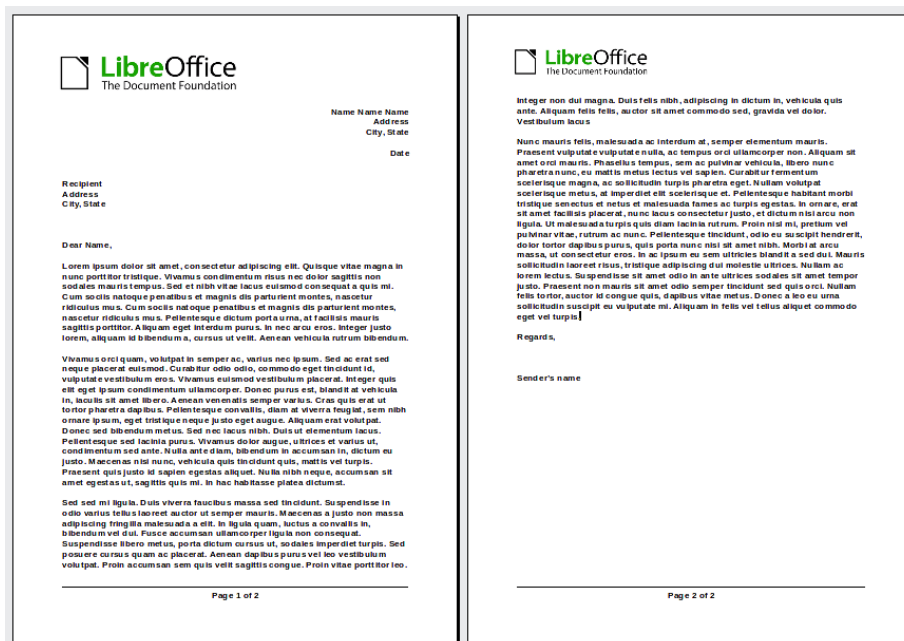 LibreOffice
The Document Foundation
Name Name Name
Address
City, State
Date
Recipient
Address
City, State
Dear Name,
Lorem ipsum dolor sit amet, consectetur adipiscing elit. Quisque vitae magna in
nunc porttitor tristique. Vivamus condimentum risus nec dolor sagittis non
sodales mauris tempus. Sed et nibh vitae lacus euismod consequat a quis mi.
Cum sociis natoque penatibus et magnis dis parturient montes, nascetur
ridiculus mus. Cum sociis natoque penatibus et magnis dis parturient montes,
nascetur ridiculus mus. Pellentesque dictum porta urna, at facilisis mauris
sagittis porttitor. Aliquam eget interdum purus. In nec arcu eros. Integer justo
lorem, aliquam id bibendum a, cursus ut velit. Aenean vehicula rutrum bibendum.
Vivamus orci quam, volutpat in semper ac, varius nec ipsum. Sed ac erat sed
neque placerat euismod. Curabitur odio odio, commodo eget tincidunt id,
vulputate vestibulum eros. Vivamus euismod vestibulum placerat. Integer quis
elit eget ipsum condimentum ullamcorper. Donec purus est, blandit at vehicula
in, iaculis sit amet libero. Aenean venenatis semper varius. Cras quis erat ut
tortor pharetra dapibus. Pellentesque convallis, diam at viverra feugiat, sem nibh
ornare ipsum, eget tristique neque justo eget augue. Aliquam erat volutpat.
Donec sed bibendum metus. Sed nec lacus nibh. Duis ut elementum lacus.
Pellentesque sed lacinia purus. Vivamus dolor augue, ultrices et varius ut,
condimentum sed ante. Nulla ante diam, bibendum in accumsan in, dictum eu
justo. Maecenas nisl nunc, vehicula quis tincidunt quis, mattis vel turpis.
Praesent quis justo id sapien egestas aliquet. Nulla nibh neque, accumsan sit
amet egestas ut, sagittis quis mi. In hac habitasse platea dictumst.
Sed sed mi ligula. Duis viverra faucibus massa sed tincidunt. Suspendisse in
odio varius tellus laoreet auctor ut semper mauris. Maecenas a justo non massa
adipiscing fringilla malesuada a elit. In ligula quam, luctus a convallis in,
bibendum vel dui. Fusce accumsan ullamcorper ligula non consequat.
Suspendisse libero metus, porta dictum cursus ut, sodales imperdiet turpis. Sed
posuere cursus quam ac placerat. Aenean dapibus purus vel leo vestibulum
volutpat. Proin accumsan sem quis velit sagittis congue. Proin vitae porttitor leo.
Page 1 of 2
LibreOffice
The Document Foundation
Integer non dui magna. Duis felis nibh, adipiscing in dictum in, vehicula quis
ante. Aliquam felis felis, auctor sit amet commodo sed, gravida vel dolor.
Vestibulum lacus
Nunc mauris felis, malesuada ac interdum at, semper elementum mauris.
Praesent vulputate vulputate nulla, ac tempus orci ullamcorper non. Aliquam sit
amet orci mauris. Phasellus tempus, sem ac pulvinar vehicula, libero nunc
pharetra nunc, eu mattis metus lectus vel sapien. Curabitur fermentum
scelerisque magna, ac sollicitudin turpis pharetra eget. Nullam volutpat
scelerisque metus, at imperdiet elit scelerisque et. Pellentesque habitant morbi
tristique senectus et netus et malesuada fames ac turpis egestas. In ornare, erat
sit amet facilisis placerat, nunc lacus consectetur justo, et dictum nisi arcu non
ligula. Ut malesuada turpis quis diam lacinia rutrum. Proin nisl mi, pretium vel
pulvinar vitae, rutrum ac nunc. Pellentesque tincidunt, odio eu suscipit hendrerit,
dolor tortor dapibus purus, quis porta nunc nisi sit amet nibh. Morbi at arcu
massa, ut consectetur eros. In ac ipsum eu sem ultricies blandit a sed dui. Mauris
sollicitudin laoreet risus, tristique adipiscing dui molestie ultrices. Nullam ac
lorem lectus. Suspendisse sit amet odio in ante ultrices sodales sit amet tempor
justo. Praesent non mauris sit amet odio semper tincidunt sed quis orci. Nullam
felis tortor, auctor id congue quis, dapibus vitae metus. Donec a leo eu urna
sollicitudin suscipit eu vulputate mi. Aliquam in felis vel tellus aliquet commodo
eget vel turpis
Regards,
Sender's name
Page 2 of 2